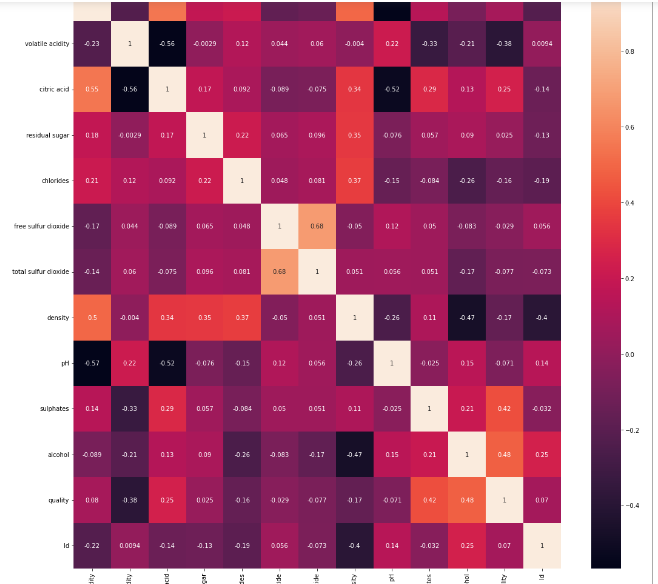 0.8
volatile acidity -0.23 1 -0.56 -0.0029 0.12 0.044 0.06 -0.004 0.22 -0.33 -0.21 -0.38 0.0094
citric acid 0.55 -0.56 1 0.17 0.092 -0.089 -0.075 0.34 -0.52 0.29 0.13 0.25 -0.14
0.6
residual sugar 0.18 -0.0029 0.17 1 0.22 0.065 0.096 0.35 -0.076 0.057 0.09 0.025 -0.13
chlorides 0.21 0.12 0.092 0.22 1 0.048 0.081 0.37 -0.15 -0.084 -0.26 -0.16 -0.19
0.4
free sulfur dioxide -0.17 0.044 -0.089 0.065 0.048 1 0.68 -0.05 0.12 0.05 -0.083 -0.029 0.056
total sulfur dioxide -0.14 0.06 -0.075 0.096 0.081 0.68 1 0.051 0.056 0.051 -0.17 -0.077 -0.073
0.2
density 0.5 -0.004 0.34 0.35 0.37 -0.05 0.051 1 -0.26 0.11 -0.47 -0.17 -0.4
0.0
pH -0.57 0.22 -0.52 -0.076 -0.15 0.12 0.056 -0.26 1 -0.025 0.15 -0.071 0.14
sulphates 0.14 -0.33 0.29 0.057 -0.084 0.05 0.051 0.11 -0.025 1 0.21 0.42 -0.032
-0.2
alcohol -0.089 -0.21 0.13 0.09 -0.26 -0.083 -0.17 -0.47 0.15 0.21 1 0.48 0.25
quality 0.08 -0.38 0.25 0.025 -0.16 -0.029 -0.077 -0.17 -0.071 0.42 0.48 1 0.07
-0.4
Id -0.22 0.0094 -0.14 -0.13 -0.19 0.056 -0.073 -0.4 0.14 -0.032 0.25 0.07 1
pH Id